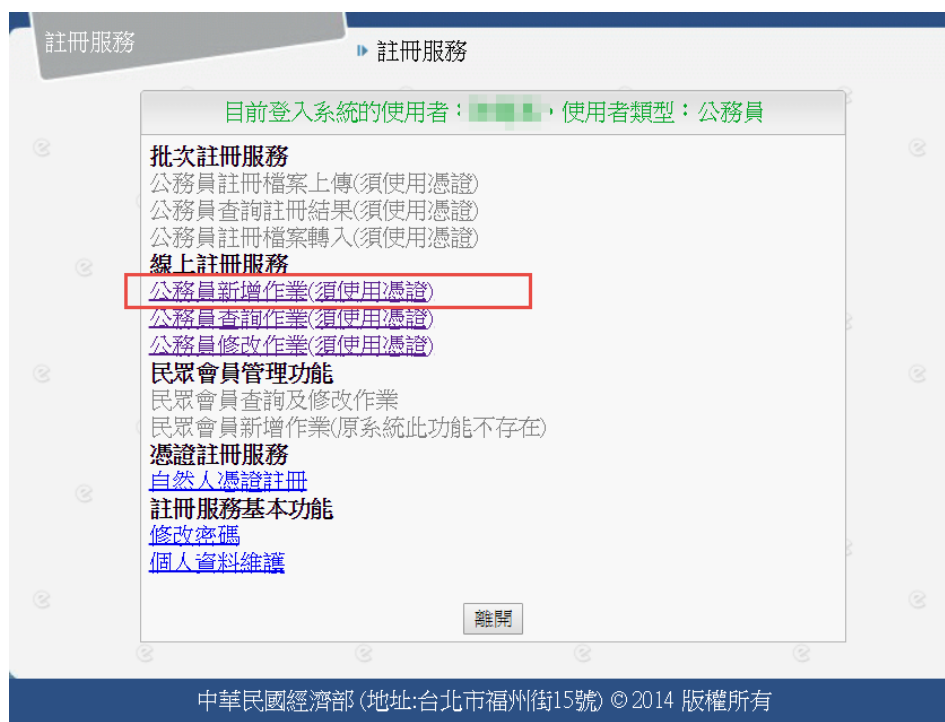 註冊服務
註冊服務
目前登入系統的使用者：，使用者類型：公務員
批次註冊服務
公務員註冊檔案上傳(須使用憑證)
公務員查詢註冊結果(須使用憑證)
公務員註冊檔案轉入(須使用憑證)
線上註冊服務
公務員新增作業(須使用憑證)
公務員查詢作業(須使用憑證)
公務員修改作業(須使用憑證)
民眾會員管理功能
民眾會員查詢及修改作業
民眾會員新增作業(原系統此功能不存在)
憑證註冊服務
自然人憑證註冊
註冊服務基本功能
修改密碼
個人資料維護
離開
中華民國經濟部 (地址:台北市福州街15號) © 2014 版權所有